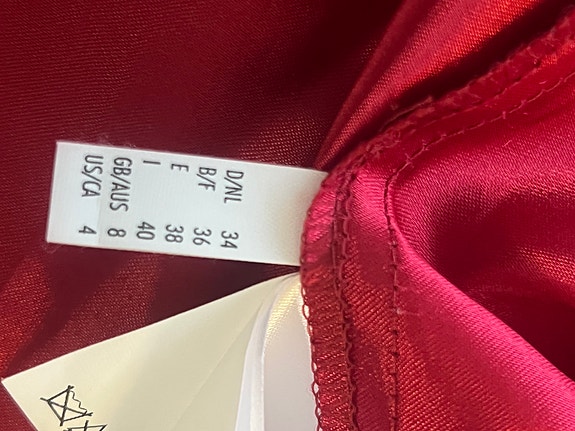 D/NL 34
B/F 36
E 38
I 40
GB/AUS 8
US/CA 4